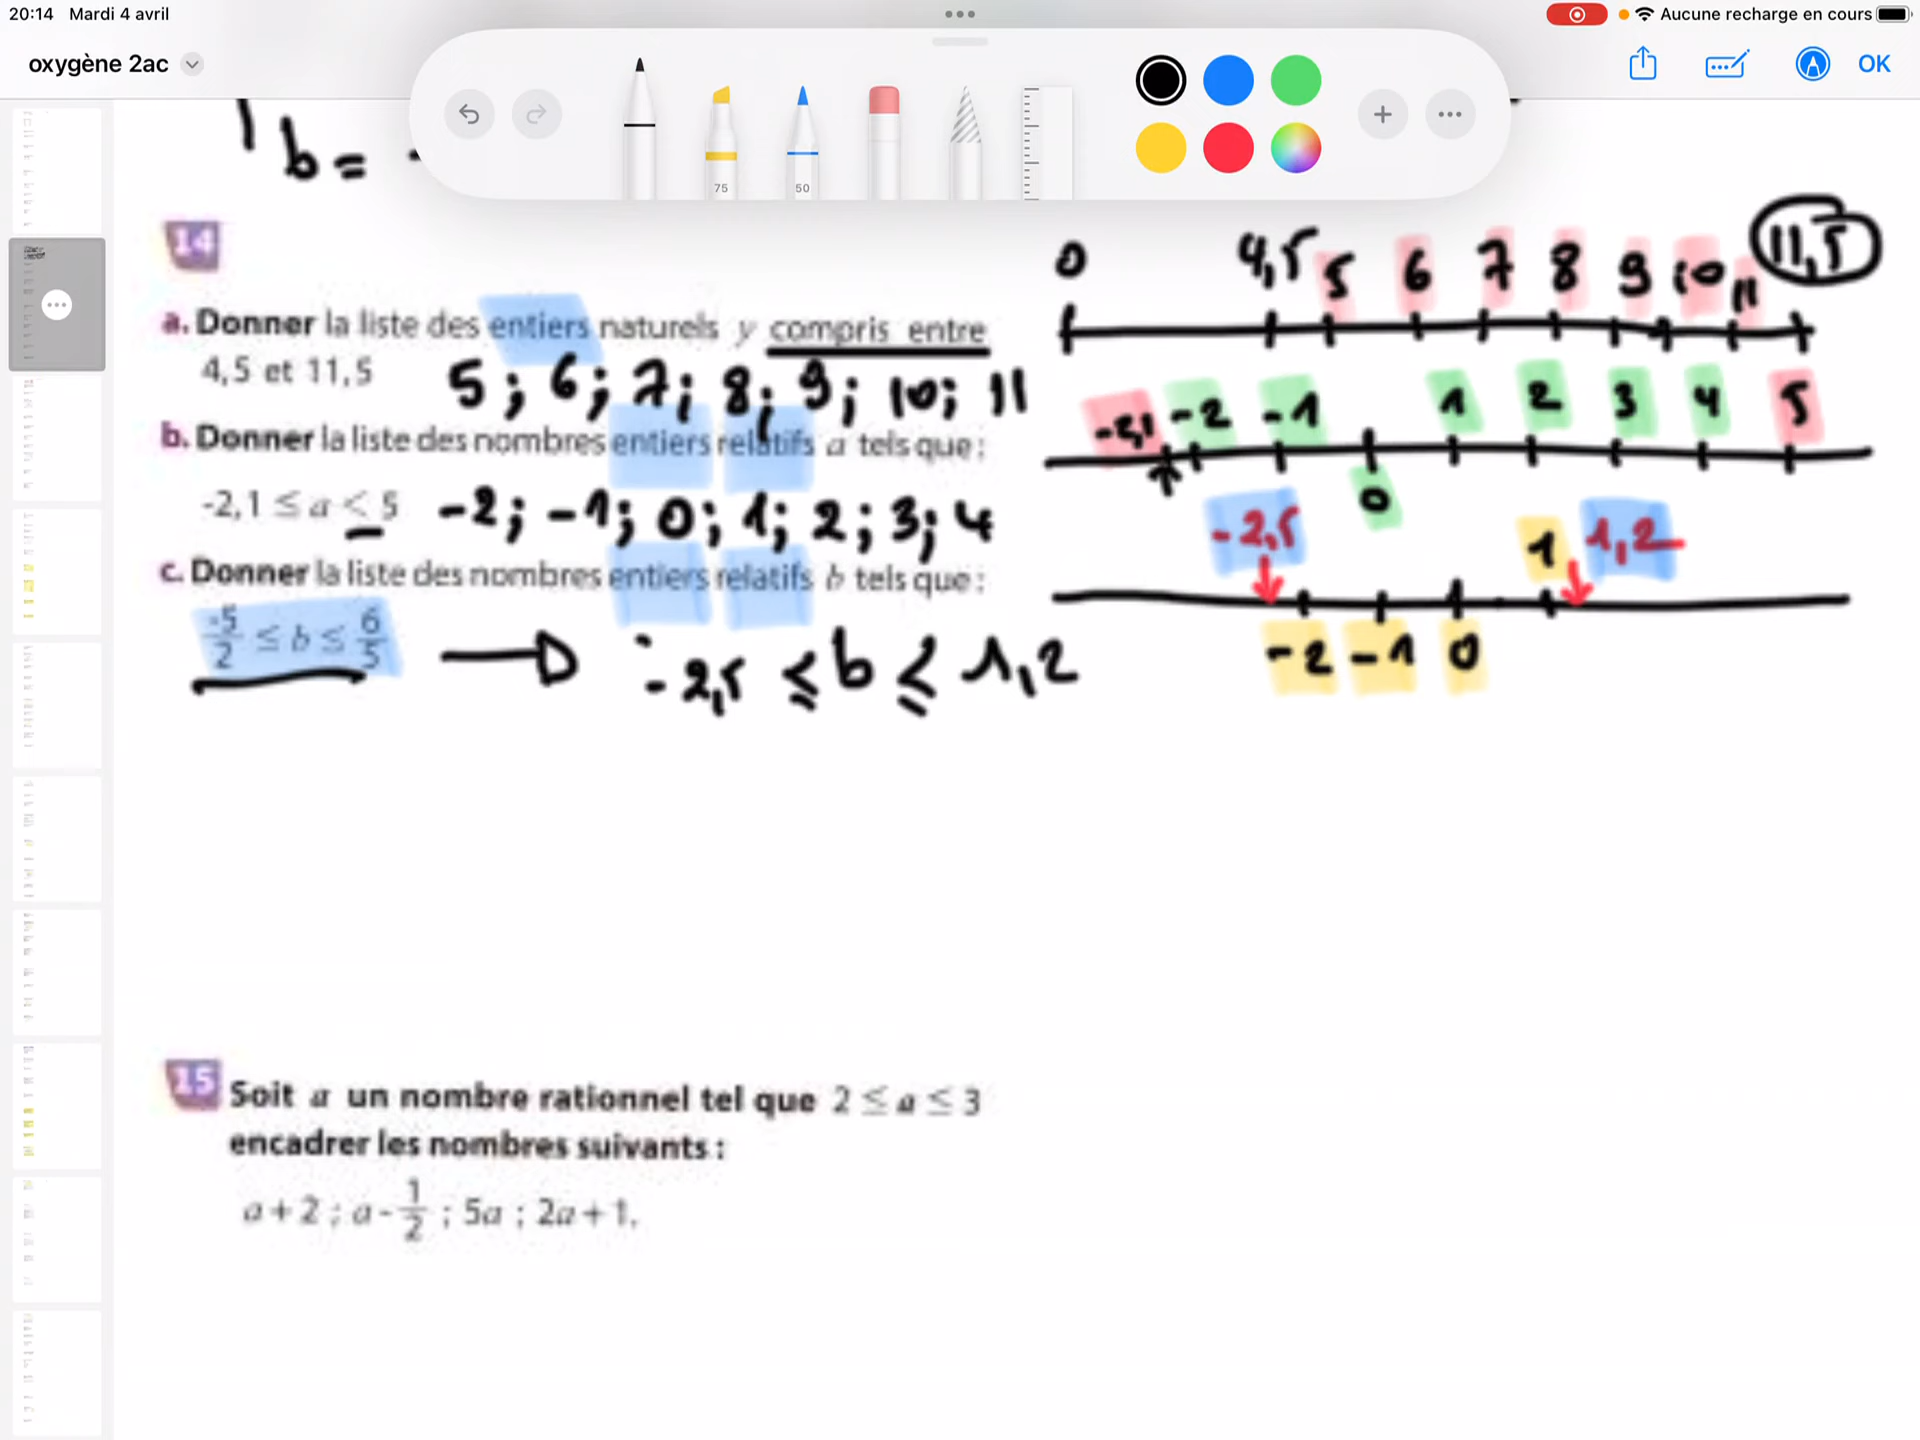 20:14 Mardi 4 avril
Aucune recharge en cours
oxygène 2ac
OK
75
50
b =
14
a. Donner la liste des entiers naturels y compris entre
4,5 et 11,5
5 ; 6 ; 7 ; 8 ; 9 ; 10 ; 11
b. Donner la liste des nombres entiers relatifs a tels que :
-2,1 ≤ a < 5
-2 ; -1 ; 0 ; 1 ; 2 ; 3 ; 4
c. Donner la liste des nombres entiers relatifs b tels que :
-5/2 ≤ b ≤ 6/5
-2,5 ≤ b ≤ 1,2
0 4,5 5 6 7 8 9 10 11 11,5
-2,1 -2 -1 1 2 3 4 5
0
-2,5 1 1,2
-2 -1 0
15
Soit a un nombre rationnel tel que 2 ≤ a ≤ 3
encadrer les nombres suivants :
a + 2 ; a - 1/2 ; 5a ; 2a + 1.